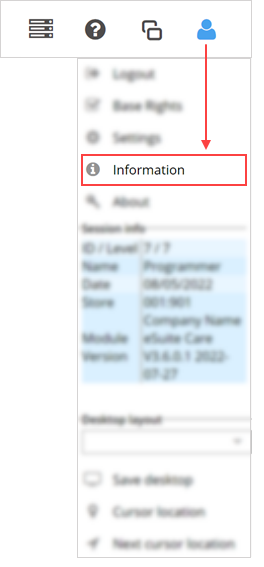 Logout
Base Rights
Settings
Information
About
Session info
ID / Level 7 / 7
Name Programmer
Date 08/05/2022
Store 001:901
Company Name
Module eSuite Care
Version V3.6.0.1 2022-
07-27
Desktop layout
Save desktop
Cursor location
Next cursor location